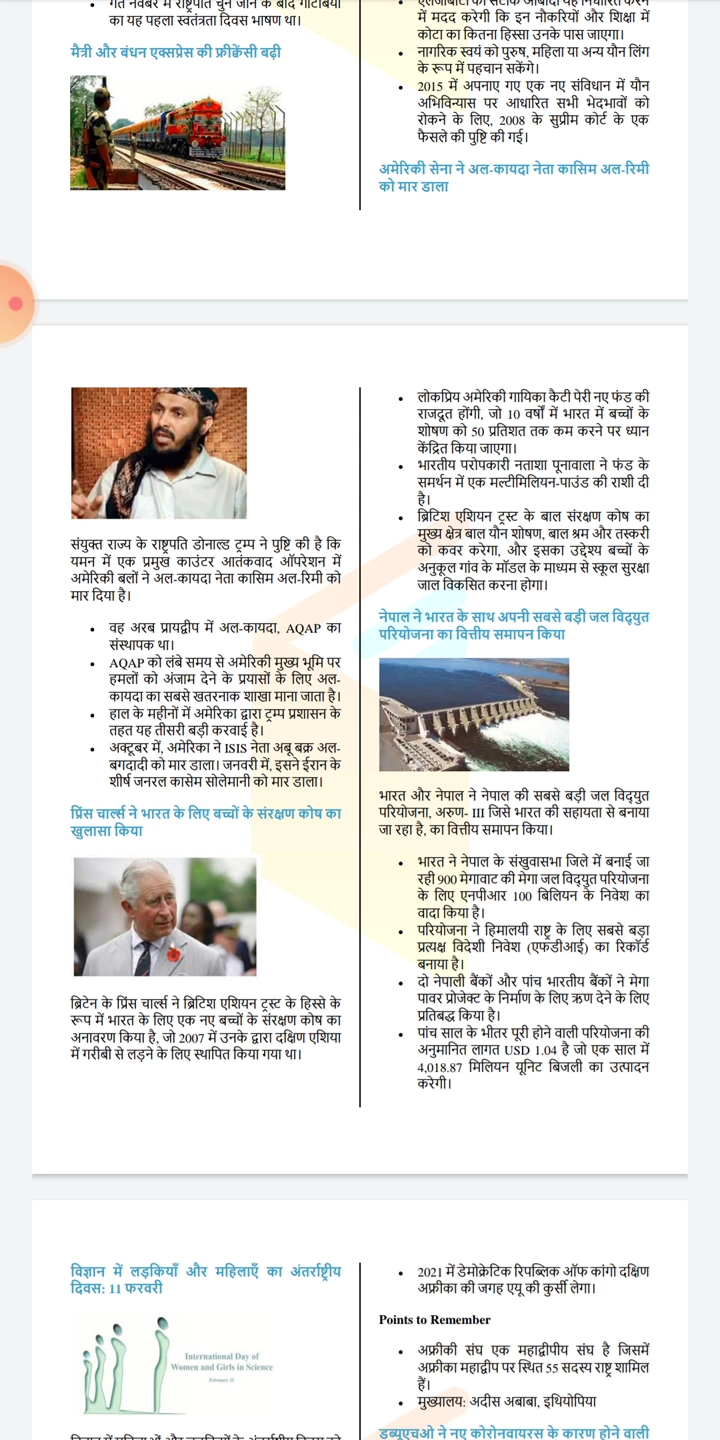 गत नवंबर में राष्ट्रपति चुने जाने के बाद गोटाबाया
का यह पहला स्वतंत्रता दिवस भाषण था।
मैत्री और बंधन एक्सप्रेस की फ्रीक्वेंसी बढ़ी
में मदद करेगी कि इन नौकरियों और शिक्षा में
कोटा का कितना हिस्सा उनके पास जाएगा।
नागरिक स्वयं को पुरुष, महिला या अन्य यौन लिंग
के रूप में पहचान सकेंगे।
2015 में अपनाए गए एक नए संविधान में यौन
अभिविन्यास पर आधारित सभी भेदभावों को
रोकने के लिए, 2008 के सुप्रीम कोर्ट के एक
फैसले की पुष्टि की गई।
अमेरिकी सेना ने अल-कायदा नेता कासिम अल-रिमी
को मार डाला
संयुक्त राज्य के राष्ट्रपति डोनाल्ड ट्रम्प ने पुष्टि की है कि
यमन में एक प्रमुख काउंटर आतंकवाद ऑपरेशन में
अमेरिकी बलों ने अल-कायदा नेता कासिम अल-रिमी को
मार दिया है।
वह अरब प्रायद्वीप में अल-कायदा, AQAP का
संस्थापक था।
AQAP को लंबे समय से अमेरिकी मुख्य भूमि पर
हमलों को अंजाम देने के प्रयासों के लिए अल-
कायदा का सबसे खतरनाक शाखा माना जाता है।
हाल के महीनों में अमेरिका द्वारा ट्रम्प प्रशासन के
तहत यह तीसरी बड़ी करवाई है।
अक्टूबर में, अमेरिका ने ISIS नेता अबू बक्र अल-
बगदादी को मार डाला। जनवरी में, इसने ईरान के
शीर्ष जनरल कासेम सोलेमानी को मार डाला।
प्रिंस चार्ल्स ने भारत के लिए बच्चों के संरक्षण कोष का
खुलासा किया
ब्रिटेन के प्रिंस चार्ल्स ने ब्रिटिश एशियन ट्रस्ट के हिस्से के
रूप में भारत के लिए एक नए बच्चों के संरक्षण कोष का
अनावरण किया है, जो 2007 में उनके द्वारा दक्षिण एशिया
में गरीबी से लड़ने के लिए स्थापित किया गया था।
लोकप्रिय अमेरिकी गायिका कैटी पेरी नए फंड की
राजदूत होंगी, जो 10 वर्षों में भारत में बच्चों के
शोषण को 50 प्रतिशत तक कम करने पर ध्यान
केंद्रित किया जाएगा।
भारतीय परोपकारी नताशा पूनावाला ने फंड के
समर्थन में एक मल्टीमिलियन-पाउंड की राशी दी
है।
ब्रिटिश एशियन ट्रस्ट के बाल संरक्षण कोष का
मुख्य क्षेत्र बाल यौन शोषण, बाल श्रम और तस्करी
को कवर करेगा, और इसका उद्देश्य बच्चों के
अनुकूल गांव के मॉडल के माध्यम से स्कूल सुरक्षा
जाल विकसित करना होगा।
नेपाल ने भारत के साथ अपनी सबसे बड़ी जल विद्युत
परियोजना का वित्तीय समापन किया
भारत और नेपाल ने नेपाल की सबसे बड़ी जल विद्युत
परियोजना, अरुण- III जिसे भारत की सहायता से बनाया
जा रहा है, का वित्तीय समापन किया।
भारत ने नेपाल के संखुवासभा जिले में बनाई जा
रही 900 मेगावाट की मेगा जल विद्युत परियोजना
के लिए एनपीआर 100 बिलियन के निवेश का
वादा किया है।
परियोजना ने हिमालयी राष्ट्र के लिए सबसे बड़ा
प्रत्यक्ष विदेशी निवेश (एफडीआई) का रिकॉर्ड
बनाया है।
दो नेपाली बैंकों और पांच भारतीय बैंकों ने मेगा
पावर प्रोजेक्ट के निर्माण के लिए ऋण देने के लिए
प्रतिबद्ध किया है।
पांच साल के भीतर पूरी होने वाली परियोजना की
अनुमानित लागत USD 1.04 है जो एक साल में
4,018.87 मिलियन यूनिट बिजली का उत्पादन
करेगी।
विज्ञान में लड़कियाँ और महिलाएँ का अंतर्राष्ट्रीय
दिवस: 11 फरवरी
International Day of
Women and Girls in Science
February 11
2021 में डेमोक्रेटिक रिपब्लिक ऑफ कांगो दक्षिण
अफ्रीका की जगह एयू की कुर्सी लेगा।
Points to Remember
अफ्रीकी संघ एक महाद्वीपीय संघ है जिसमें
अफ्रीका महाद्वीप पर स्थित 55 सदस्य राष्ट्र शामिल
हैं।
मुख्यालय: अदीस अबाबा, इथियोपिया
डब्ल्यूएचओ ने नए कोरोनवायरस के कारण होने वाली